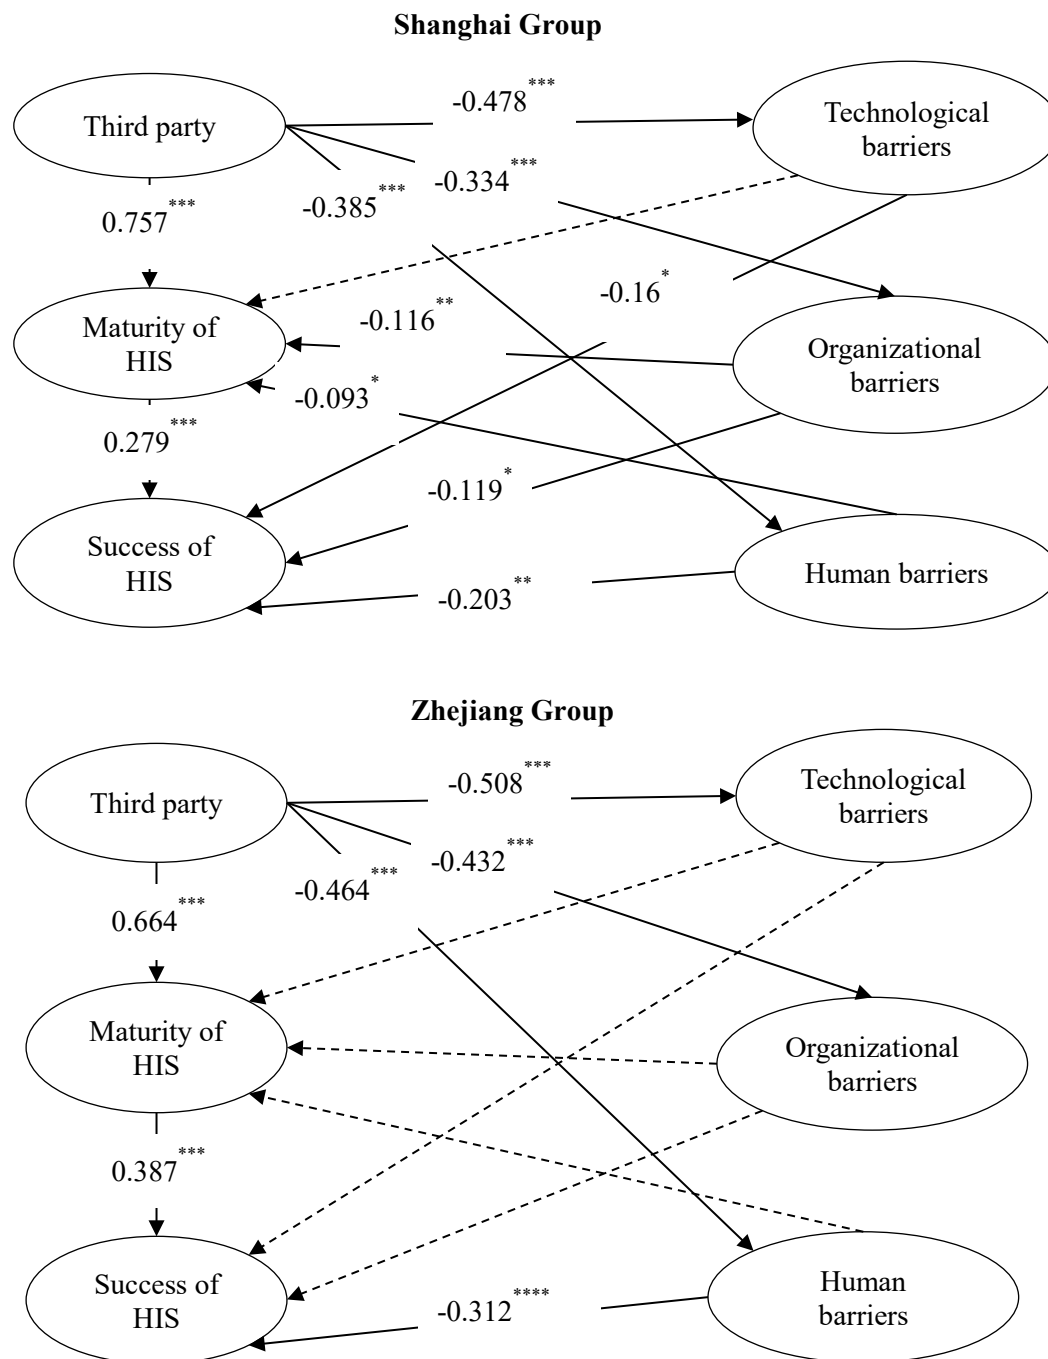 Shanghai Group
Third party
-0.478***
Technological
barriers
-0.334***
-0.385***
0.757***
-0.16*
-0.116**
Maturity of
HIS
Organizational
barriers
-0.093*
0.279***
-0.119*
Success of
HIS
Human barriers
-0.203**
Zhejiang Group
Third party
-0.508***
Technological
barriers
-0.432***
-0.464***
0.664***
Maturity of
HIS
Organizational
barriers
0.387***
Success of
HIS
-0.312****
Human
barriers